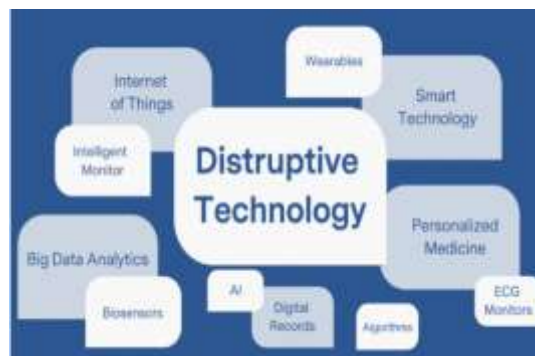 Wearables
Internet
of Things
Smart
Technology
Intelligent
Monitor
Distruptive
Technology
Personalized
Medicine
Big Data Analytics
AI
ECG
Monitors
Biosensors
Digital
Records
Algorithms